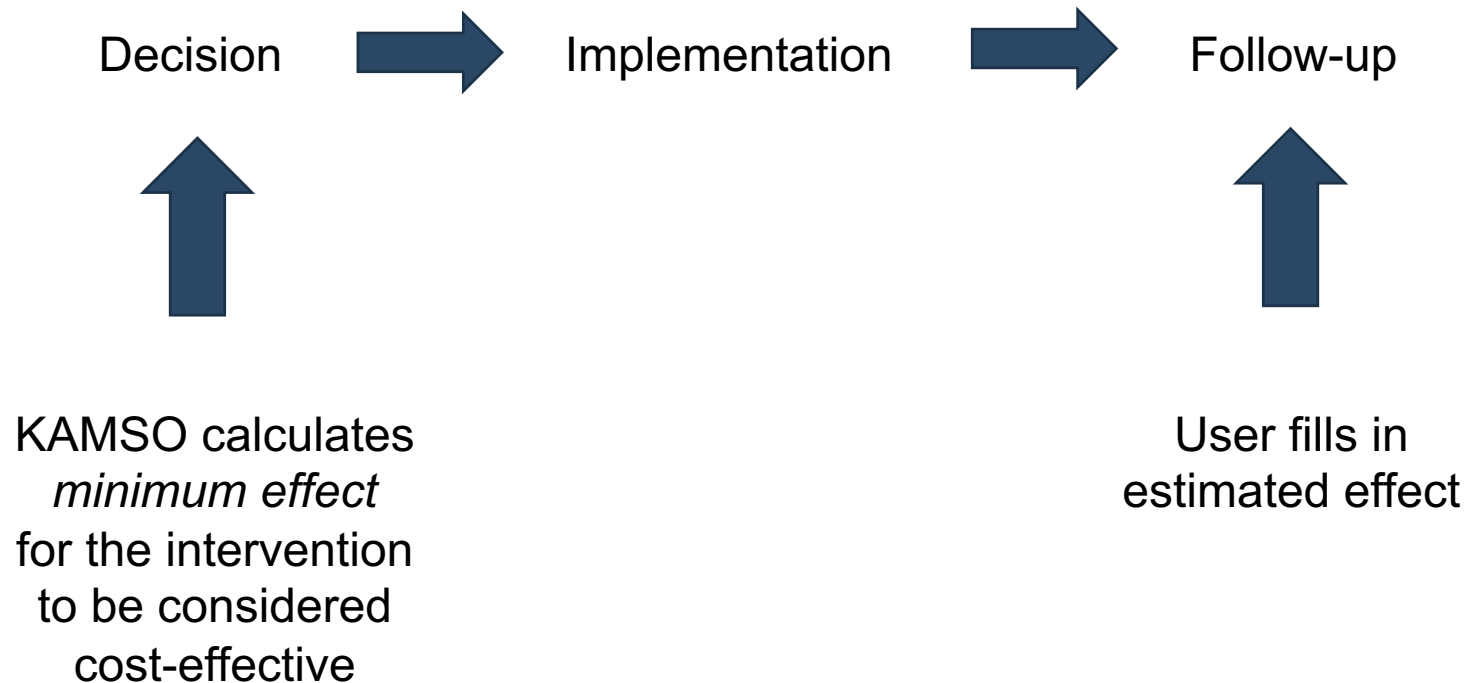 Decision
Implementation
Follow-up
KAMSO calculates
minimum effect
for the intervention
to be considered
cost-effective
User fills in
estimated effect